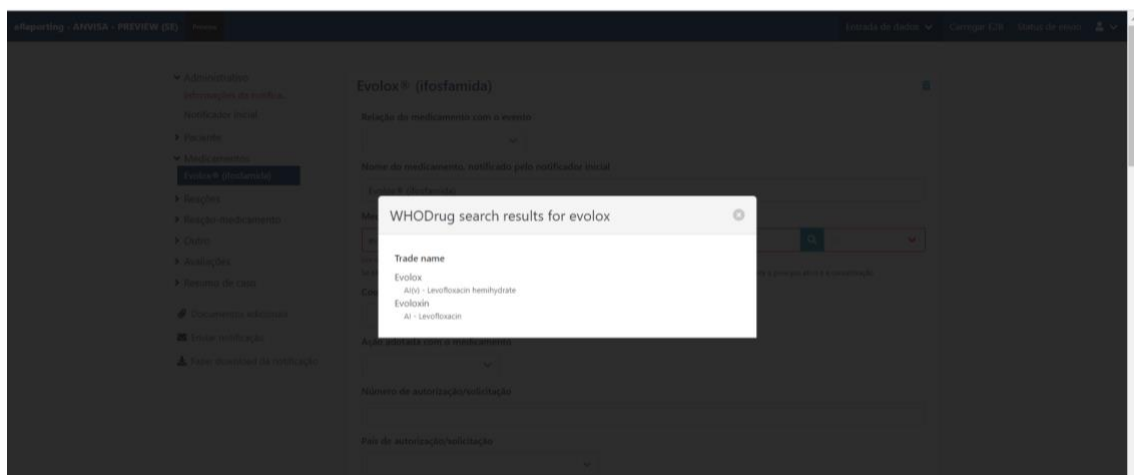 eReporting - ANVISA - PREVIEW (SE)
Entrada de dados
Carregar E2B
Status de envio
Administrativo
Informações da notifica...
Notificador inicial
Paciente
Medicamentos
Evolox® (ifosfamida)
Reações
Reação-medicamento
Outro
Avaliações
Resumo de caso
Documentos adicionais
Enviar notificação
Fazer download da notificação
Evolox® (ifosfamida)
Relação do medicamento com o evento
Nome do medicamento, notificado pelo notificador inicial
Evolox® (ifosfamida)
WHODrug search results for evolox
Trade name
Evolox
AI(v) - Levofloxacin hemihydrate
Evoloxin
AI - Levofloxacin
Ação adotada com o medicamento
Número de autorização/solicitação
País de autorização/solicitação